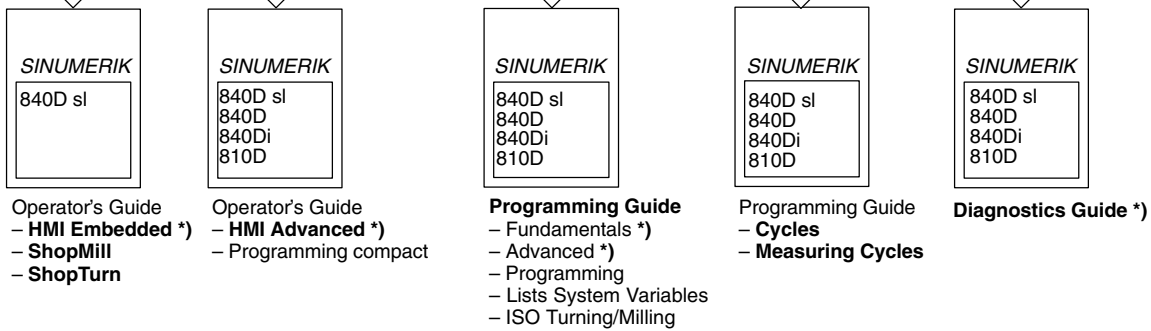 SINUMERIK
840D sl
Operator's Guide
– HMI Embedded *)
– ShopMill
– ShopTurn
SINUMERIK
840D sl
840D
840Di
810D
Operator's Guide
– HMI Advanced *)
– Programming compact
SINUMERIK
840D sl
840D
840Di
810D
Programming Guide
– Fundamentals *)
– Advanced *)
– Programming
– Lists System Variables
– ISO Turning/Milling
SINUMERIK
840D sl
840D
840Di
810D
Programming Guide
– Cycles
– Measuring Cycles
SINUMERIK
840D sl
840D
840Di
810D
Diagnostics Guide *)